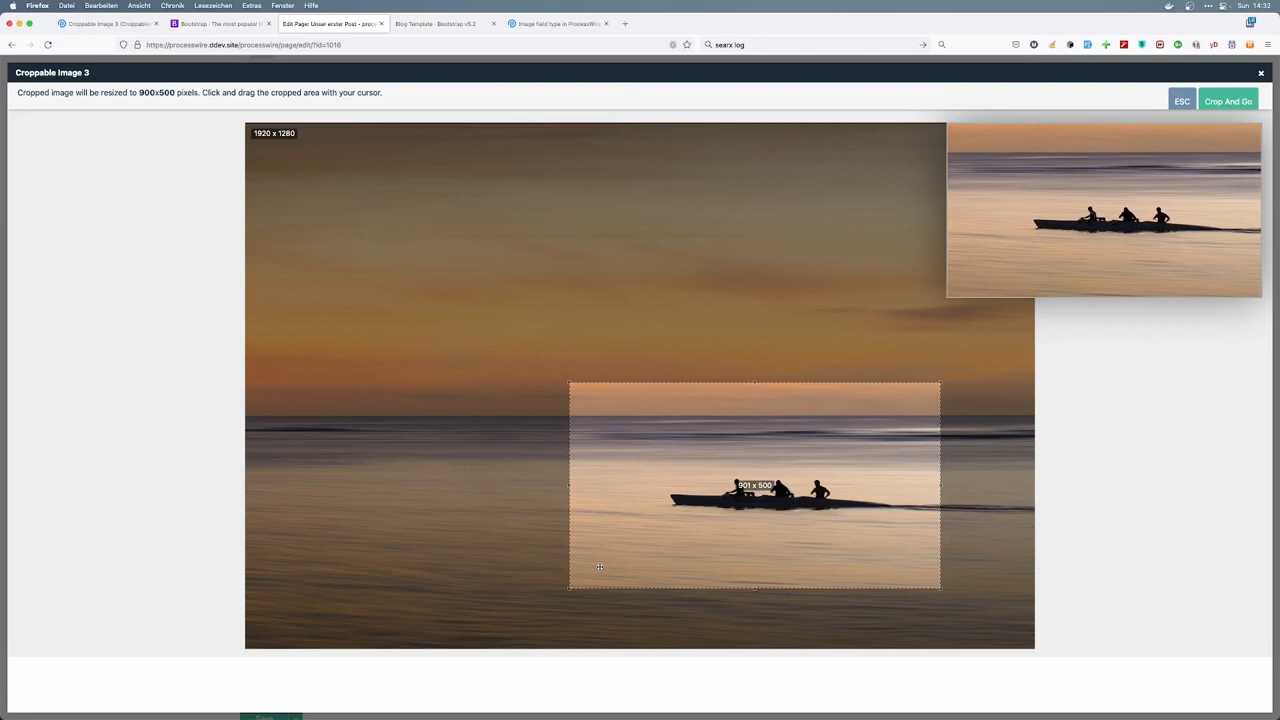 Firefox Datei Bearbeiten Ansicht Chronik Lesezeichen Extras Fenster Hilfe Sun 14:32
Croppable Image 3 (Croppable Edit Page: Unser erster Post • proce Blog Template · Bootstrap v5.2 Image field type in ProcessWire
Bootstrap · The most popular H
https://processwire.ddev.site/processwire/page/edit/?id=1016 searx log
Croppable Image 3
Cropped image will be resized to 900x500 pixels. Click and drag the cropped area with your cursor.
ESC Crop And Go
1920 x 1280
901 x 500
Save